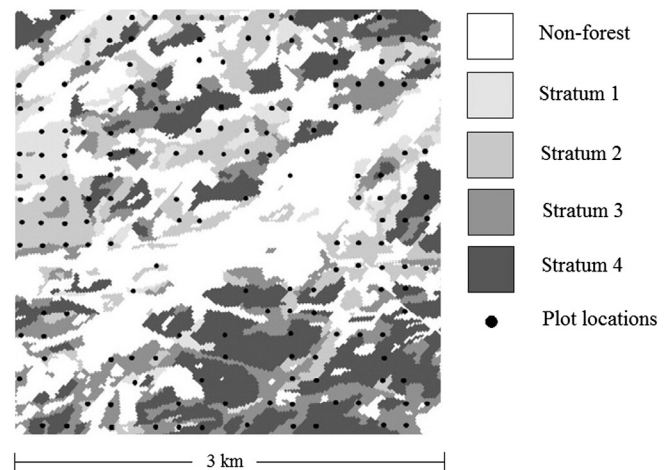 Non-forest
Stratum 1
Stratum 2
Stratum 3
Stratum 4
Plot locations
3 km